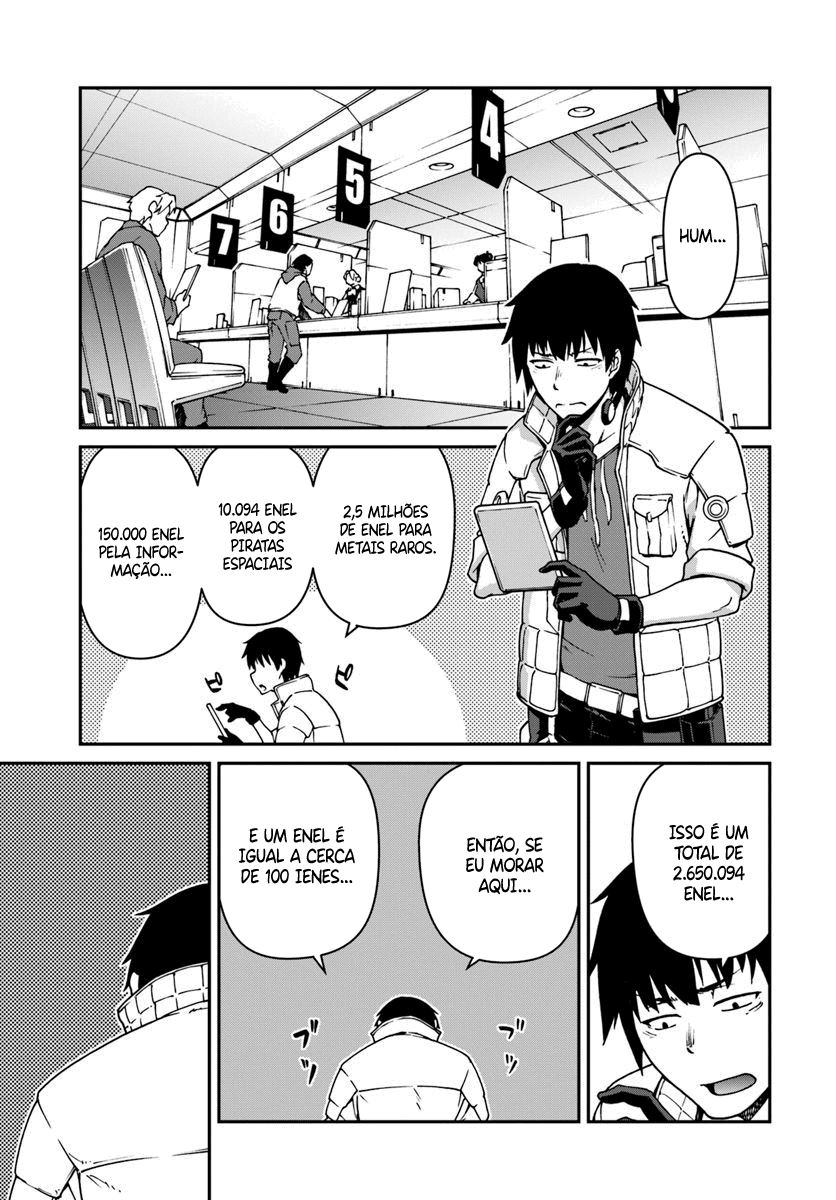 4
5
6
7
HUM...
2,5 MILHÕES
DE ENEL PARA
METAIS RAROS.
10.094 ENEL
PARA OS
PIRATAS
ESPACIAIS
150.000 ENEL
PELA INFOR-
MAÇÃO...
ISSO É UM
TOTAL DE
2.650.094
ENEL...
ENTÃO, SE
EU MORAR
AQUI...
E UM ENEL É
IGUAL A CERCA
DE 100 IENES...